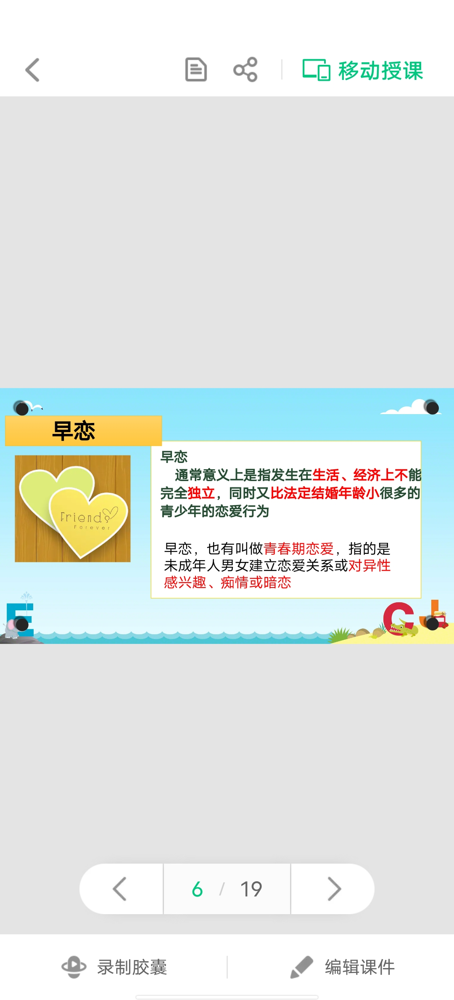 移动授课
早恋
Friends
Forever
早恋
通常意义上是指发生在生活、经济上不能
完全独立，同时又比法定结婚年龄小很多的
青少年的恋爱行为
早恋，也有叫做青春期恋爱，指的是
未成年人男女建立恋爱关系或对异性
感兴趣、痴情或暗恋
E
C J
6 / 19
录制胶囊
编辑课件